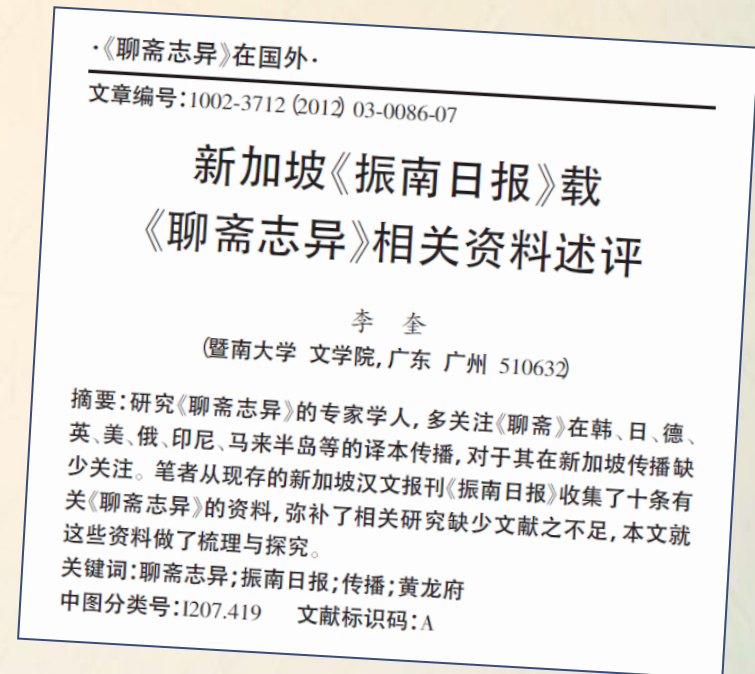 ·《聊斋志异》在国外·
文章编号:1002-3712(2012)03-0086-07
新加坡《振南日报》载
《聊斋志异》相关资料述评
李 奎
(暨南大学 文学院,广东 广州 510632)
摘要:研究《聊斋志异》的专家学人,多关注《聊斋》在韩、日、德、
英、美、俄、印尼、马来半岛等的译本传播,对于其在新加坡传播缺
少关注。笔者从现存的新加坡汉文报刊《振南日报》收集了十条有
关《聊斋志异》的资料,弥补了相关研究缺少文献之不足,本文就
这些资料做了梳理与探究。
关键词:聊斋志异;振南日报;传播;黄龙府
中图分类号:I207.419 文献标识码:A